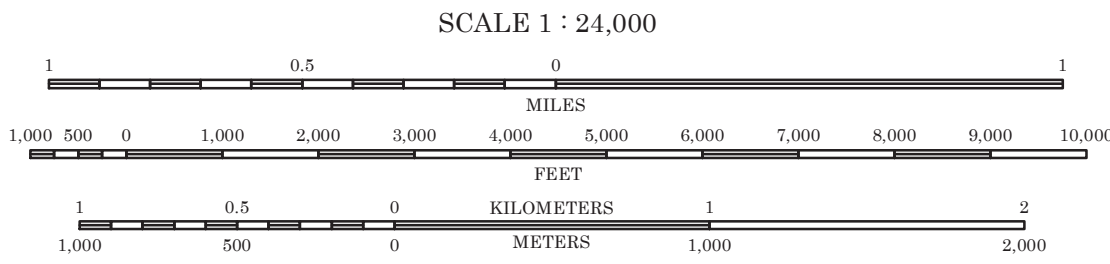 SCALE 1 : 24,000
1 0.5 0 1
MILES
1,000 500 0 1,000 2,000 3,000 4,000 5,000 6,000 7,000 8,000 9,000 10,000
FEET
1 0.5 0 KILOMETERS 1 2
1,000 500 0 METERS 1,000 2,000